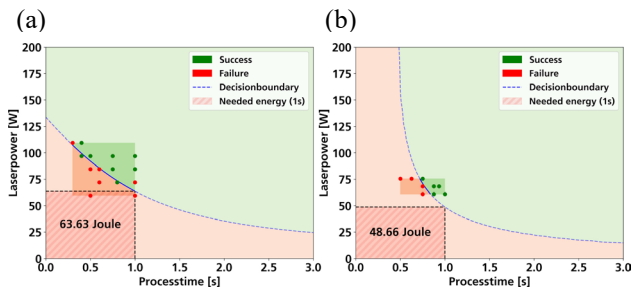 (a)
200
175
150
125
100
75
50
25
0
Laserpower [W]
Success
Failure
Decisionboundary
Needed energy (1s)
63.63 Joule
0.0 0.5 1.0 1.5 2.0 2.5 3.0
Processtime [s]
(b)
200
175
150
125
100
75
50
25
0
Laserpower [W]
Success
Failure
Decisionboundary
Needed energy (1s)
48.66 Joule
0.0 0.5 1.0 1.5 2.0 2.5 3.0
Processtime [s]